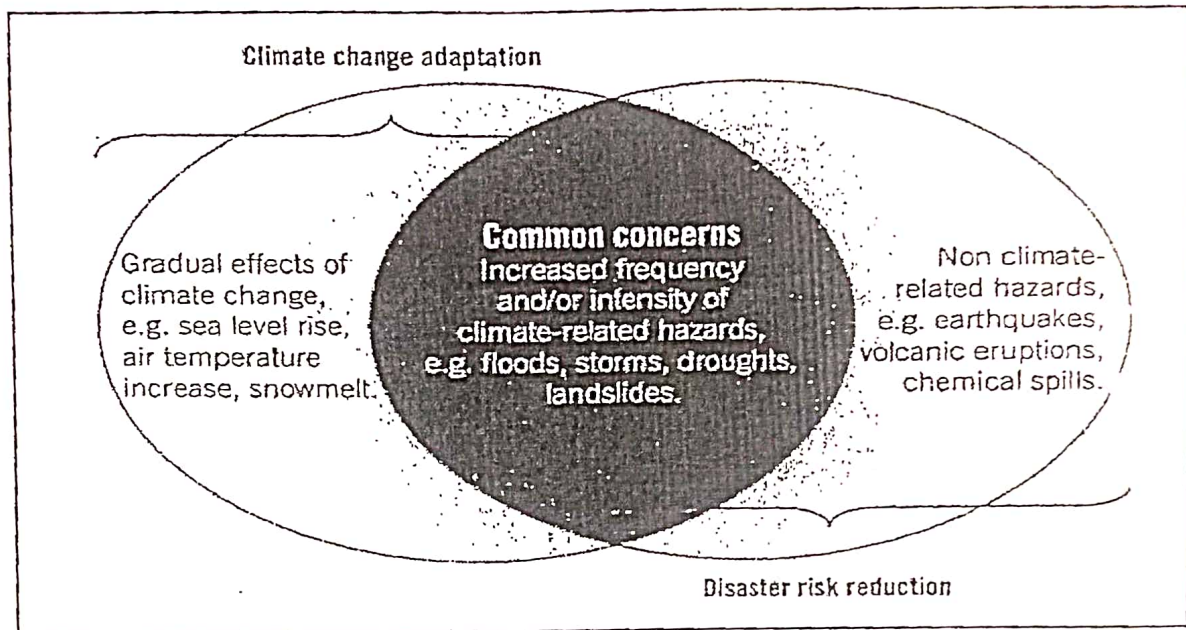 Climate change adaptation
Gradual effects of
climate change,
e.g. sea level rise,
air temperature
increase, snowmelt.
Common concerns
Increased frequency
and/or intensity of
climate-related hazards,
e.g. floods, storms, droughts,
landslides.
Non climate-
related hazards,
e.g. earthquakes,
volcanic eruptions,
chemical spills.
Disaster risk reduction